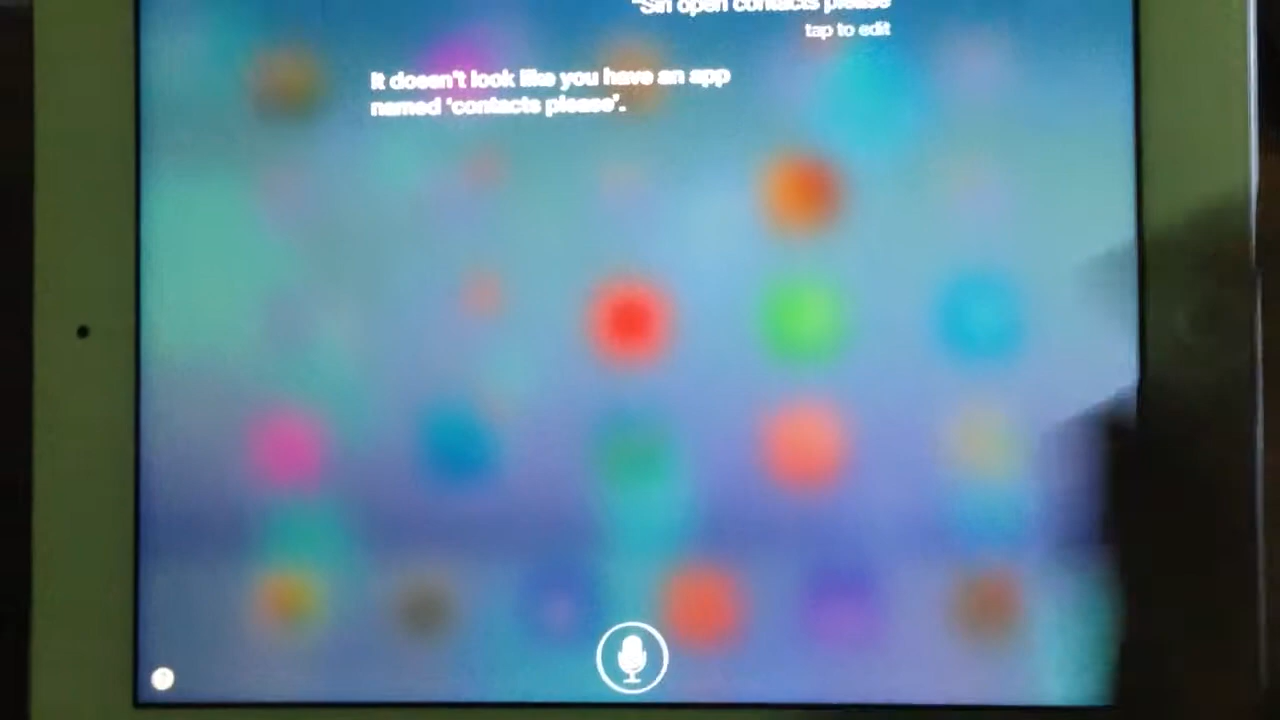 "Siri open contacts please
tap to edit
It doesn't look like you have an app
named 'contacts please'.